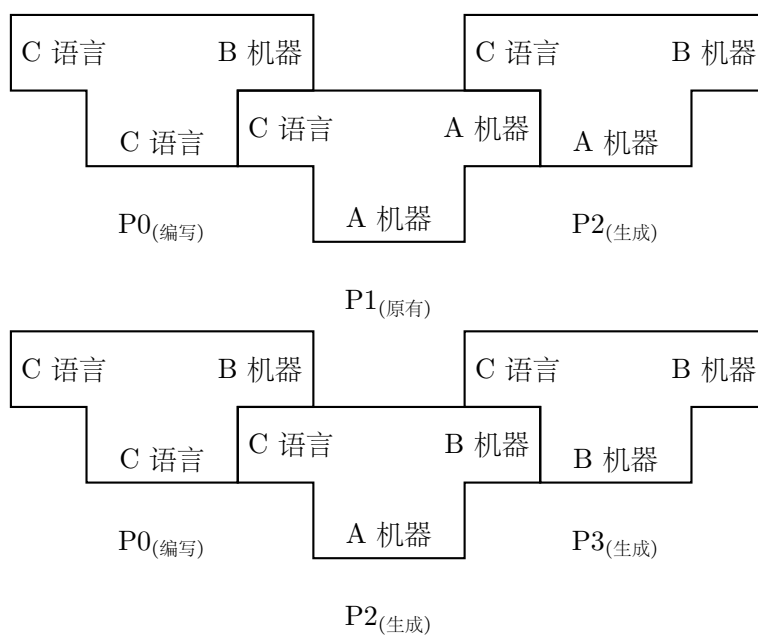 C 语言 B 机器 C 语言 B 机器
C 语言 C 语言 A 机器 A 机器
P0(编写) A 机器 P2(生成)
P1(原有)
C 语言 B 机器 C 语言 B 机器
C 语言 C 语言 B 机器 B 机器
P0(编写) A 机器 P3(生成)
P2(生成)